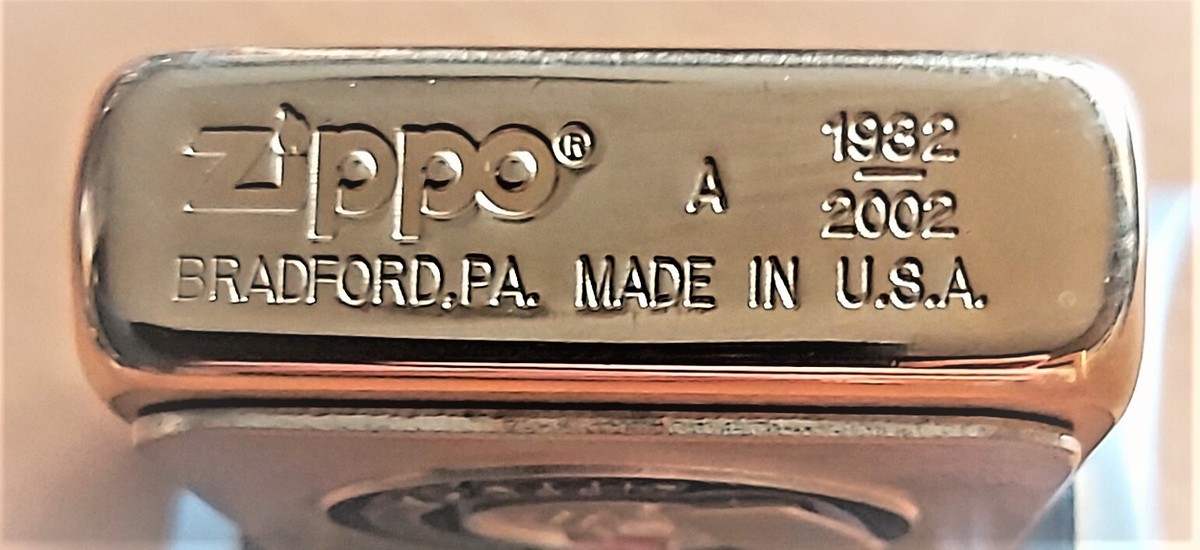 Zippo® A 1932
2002
BRADFORD,PA. MADE IN U.S.A.